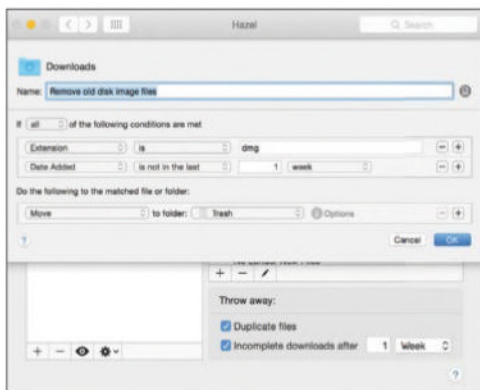 Hazel
Search
Downloads
Name: Remove old disk image files
If all of the following conditions are met
Extension is dmg
Date Added is not in the last 1 week
Do the following to the matched file or folder:
Move to folder: Trash Options
? Cancel OK
+ −
Throw away:
Duplicate files
Incomplete downloads after 1 Week
+ −
?